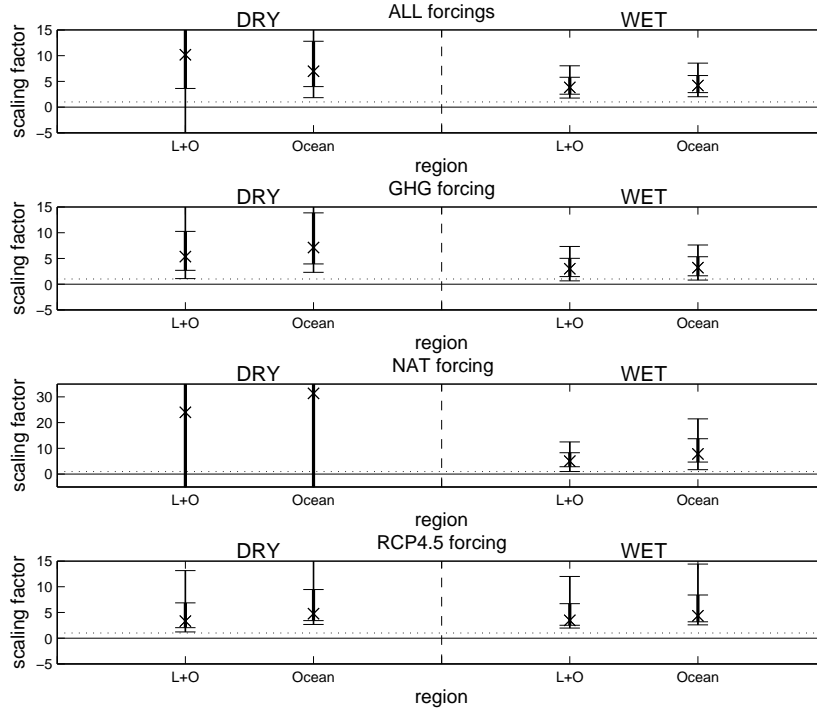 ALL forcings
DRY WET
15
10
5
0
−5
scaling factor
L+O Ocean L+O Ocean
region
GHG forcing
DRY WET
15
10
5
0
−5
scaling factor
L+O Ocean L+O Ocean
region
NAT forcing
DRY WET
30
20
10
0
scaling factor
L+O Ocean L+O Ocean
region
RCP4.5 forcing
DRY WET
15
10
5
0
−5
scaling factor
L+O Ocean L+O Ocean
region